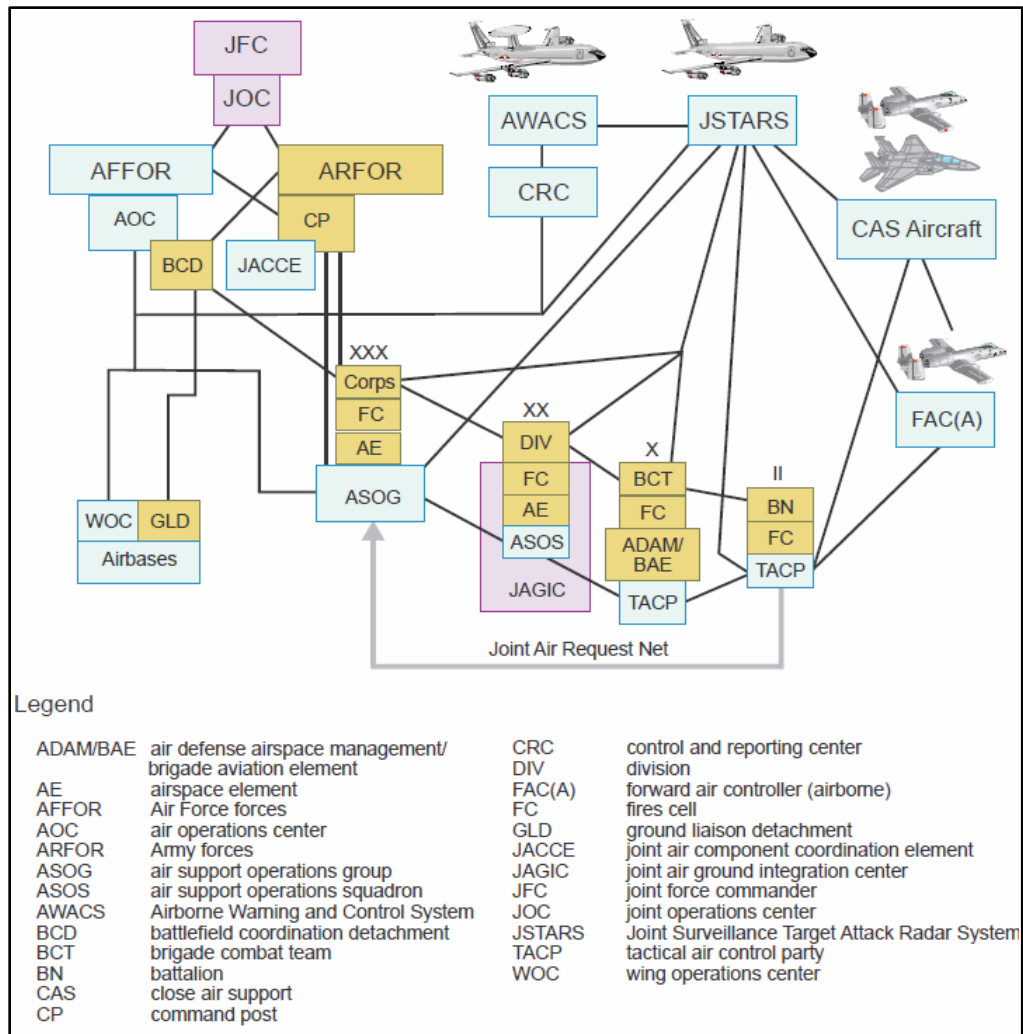 JFC
JOC
AWACS
JSTARS
AFFOR
ARFOR
CRC
AOC
CP
CAS Aircraft
BCD
JACCE
XXX
Corps
FC
AE
ASOG
XX
DIV
FC
AE
ASOS
JAGIC
X
BCT
FC
ADAM/
BAE
TACP
II
BN
FC
TACP
FAC(A)
WOC
GLD
Airbases
Joint Air Request Net
Legend
ADAM/BAE air defense airspace management/
brigade aviation element
AE airspace element
AFFOR Air Force forces
AOC air operations center
ARFOR Army forces
ASOG air support operations group
ASOS air support operations squadron
AWACS Airborne Warning and Control System
BCD battlefield coordination detachment
BCT brigade combat team
BN battalion
CAS close air support
CP command post
CRC control and reporting center
DIV division
FAC(A) forward air controller (airborne)
FC fires cell
GLD ground liaison detachment
JACCE joint air component coordination element
JAGIC joint air ground integration center
JFC joint force commander
JOC joint operations center
JSTARS Joint Surveillance Target Attack Radar System
TACP tactical air control party
WOC wing operations center